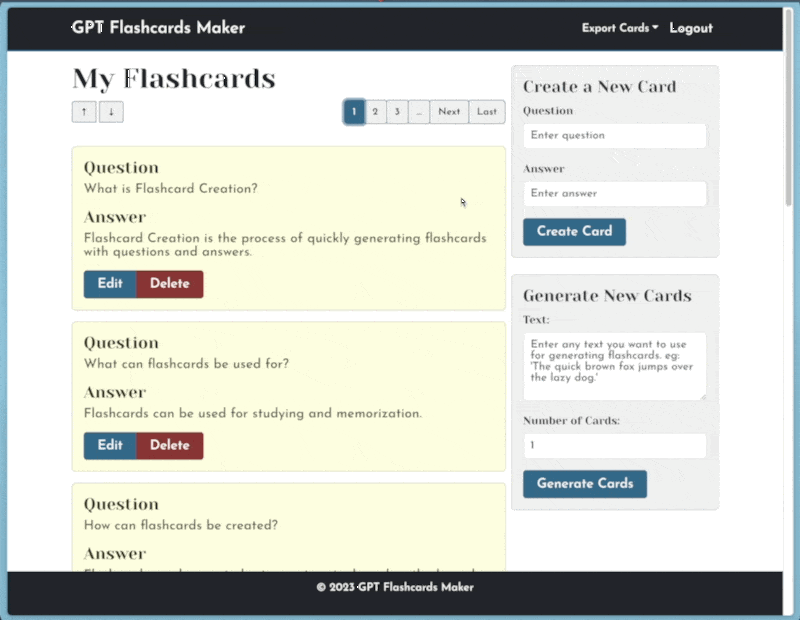 GPT Flashcards Maker
Export Cards
Logout
My Flashcards
↑ ↓
1 2 3 ... Next Last
Question
What is Flashcard Creation?
Answer
Flashcard Creation is the process of quickly generating flashcards
with questions and answers.
Edit Delete
Question
What can flashcards be used for?
Answer
Flashcards can be used for studying and memorization.
Edit Delete
Question
How can flashcards be created?
Answer
Create a New Card
Question
Enter question
Answer
Enter answer
Create Card
Generate New Cards
Text:
Enter any text you want to use
for generating flashcards. eg:
'The quick brown fox jumps over
the lazy dog.'
Number of Cards:
1
Generate Cards
© 2023 GPT Flashcards Maker